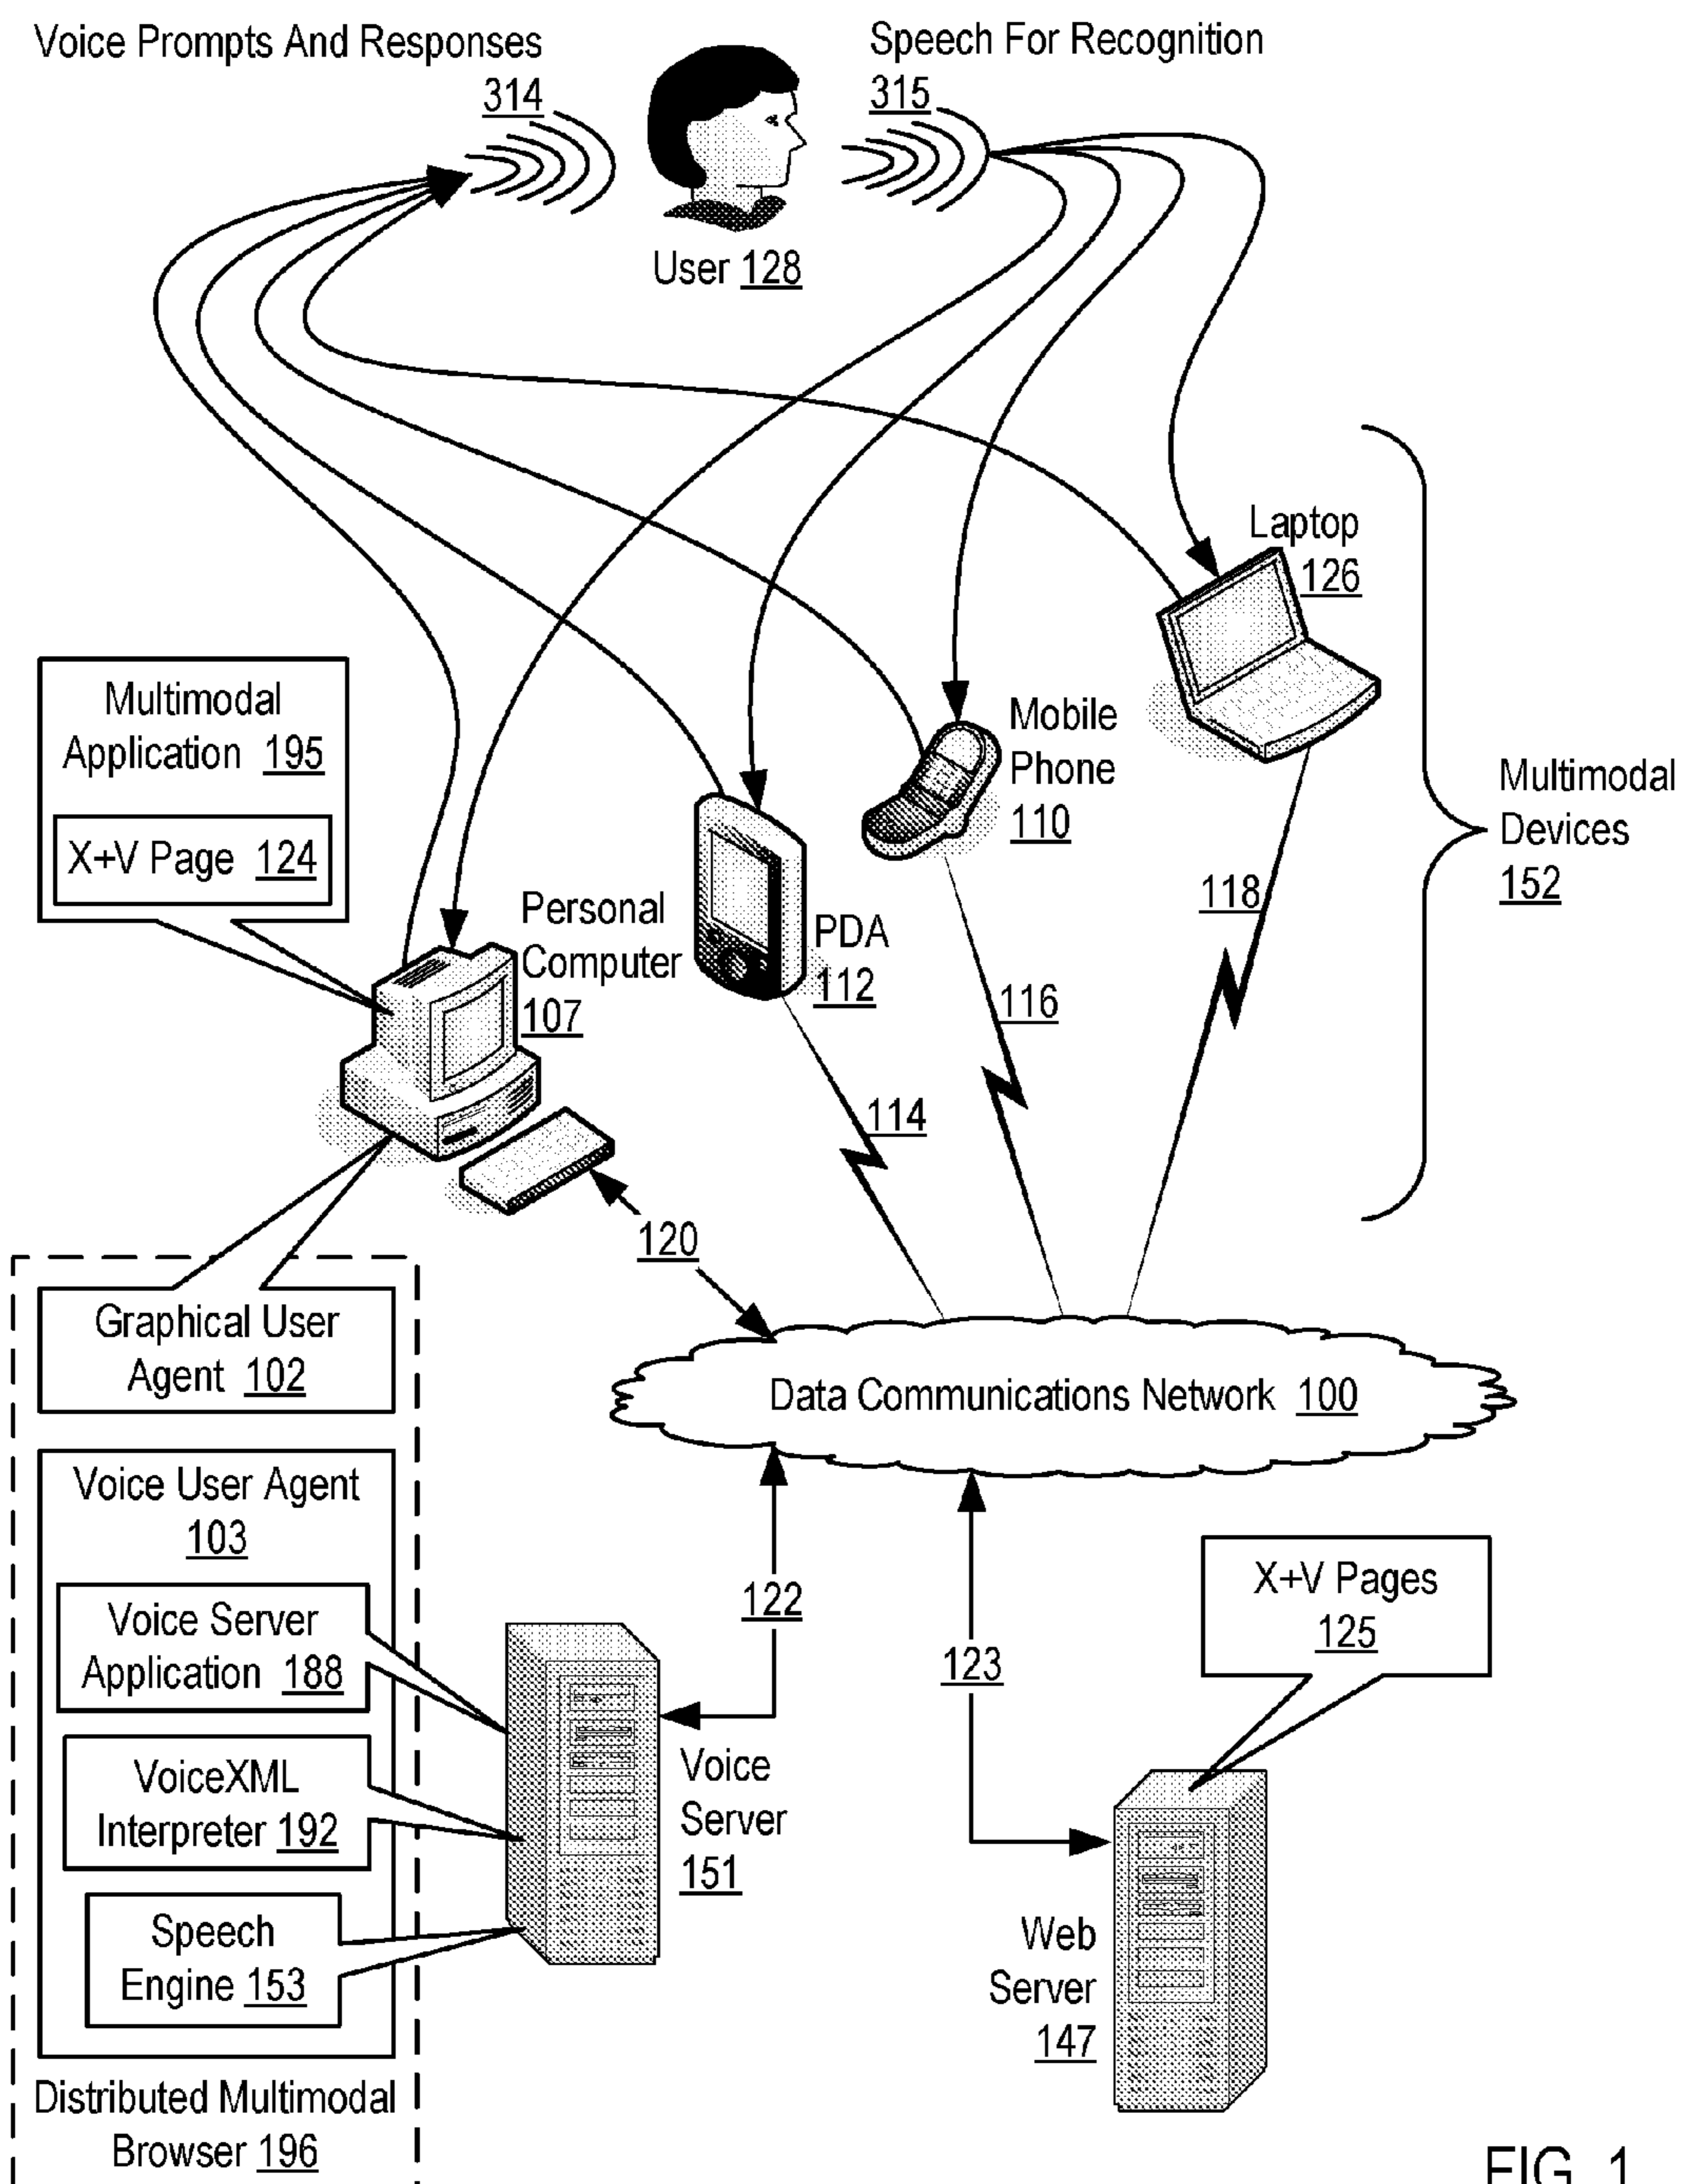 Voice Prompts And Responses
314
Speech For Recognition
315
User 128
Laptop
126
Multimodal
Application 195
X+V Page 124
Mobile
Phone
110
Multimodal
Devices
152
Personal
Computer
107
PDA
112
118
116
114
120
Graphical User
Agent 102
Data Communications Network 100
Voice User Agent
103
Voice Server
Application 188
VoiceXML
Interpreter 192
Speech
Engine 153
Distributed Multimodal
Browser 196
122
123
X+V Pages
125
Voice
Server
151
Web
Server
147
FIG. 1